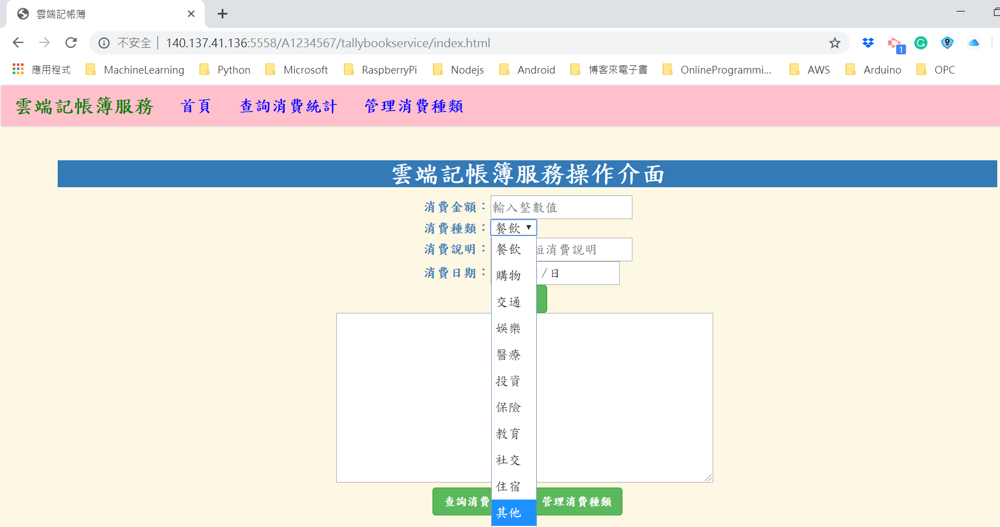 雲端記帳簿
不安全 140.137.41.136:5558/A1234567/tallybookservice/index.html
1
應用程式 MachineLearning Python Microsoft RaspberryPi Nodejs Android 博客來電子書 OnlineProgrammi... AWS Arduino OPC
雲端記帳簿服務 首頁 查詢消費統計 管理消費種類
雲端記帳簿服務操作介面
消費金額： 輸入整數值
消費種類： 餐飲
消費說明： 短消費說明
消費日期： /日
餐飲
購物
交通
娛樂
醫療
投資
保險
教育
社交
住宿
其他
查詢消費 管理消費種類